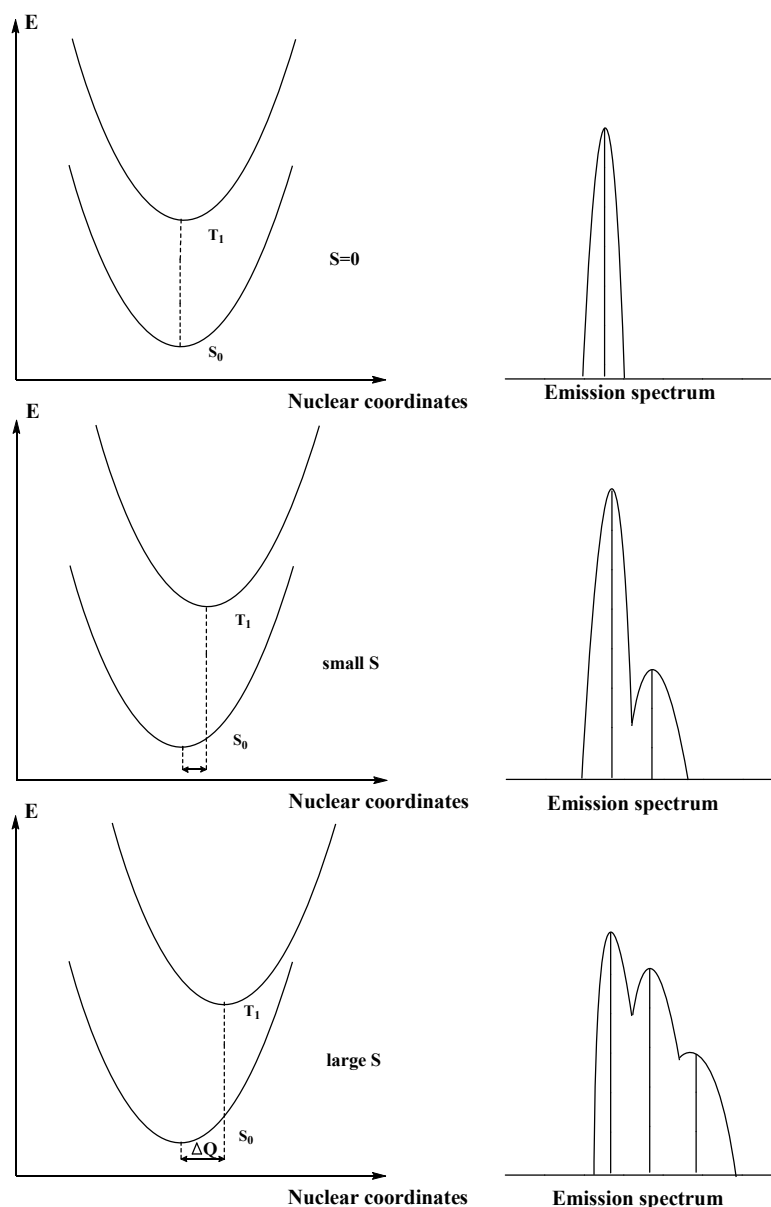 E
T1
S=0
S0
Nuclear coordinates
Emission spectrum
E
T1
small S
S0
Nuclear coordinates
Emission spectrum
E
T1
large S
S0
ΔQ
Nuclear coordinates
Emission spectrum